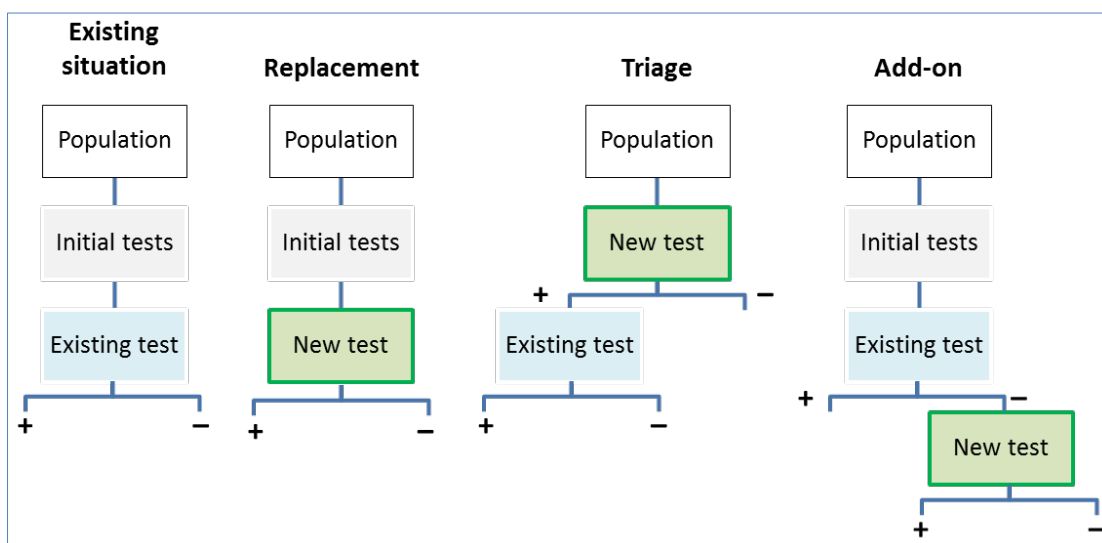 Existing
situation
Replacement
Triage
Add-on
Population
Population
Population
Population
Initial tests
Initial tests
New test
Initial tests
+
−
Existing test
New test
Existing test
Existing test
+
−
+
−
+
−
+
−
New test
+
−